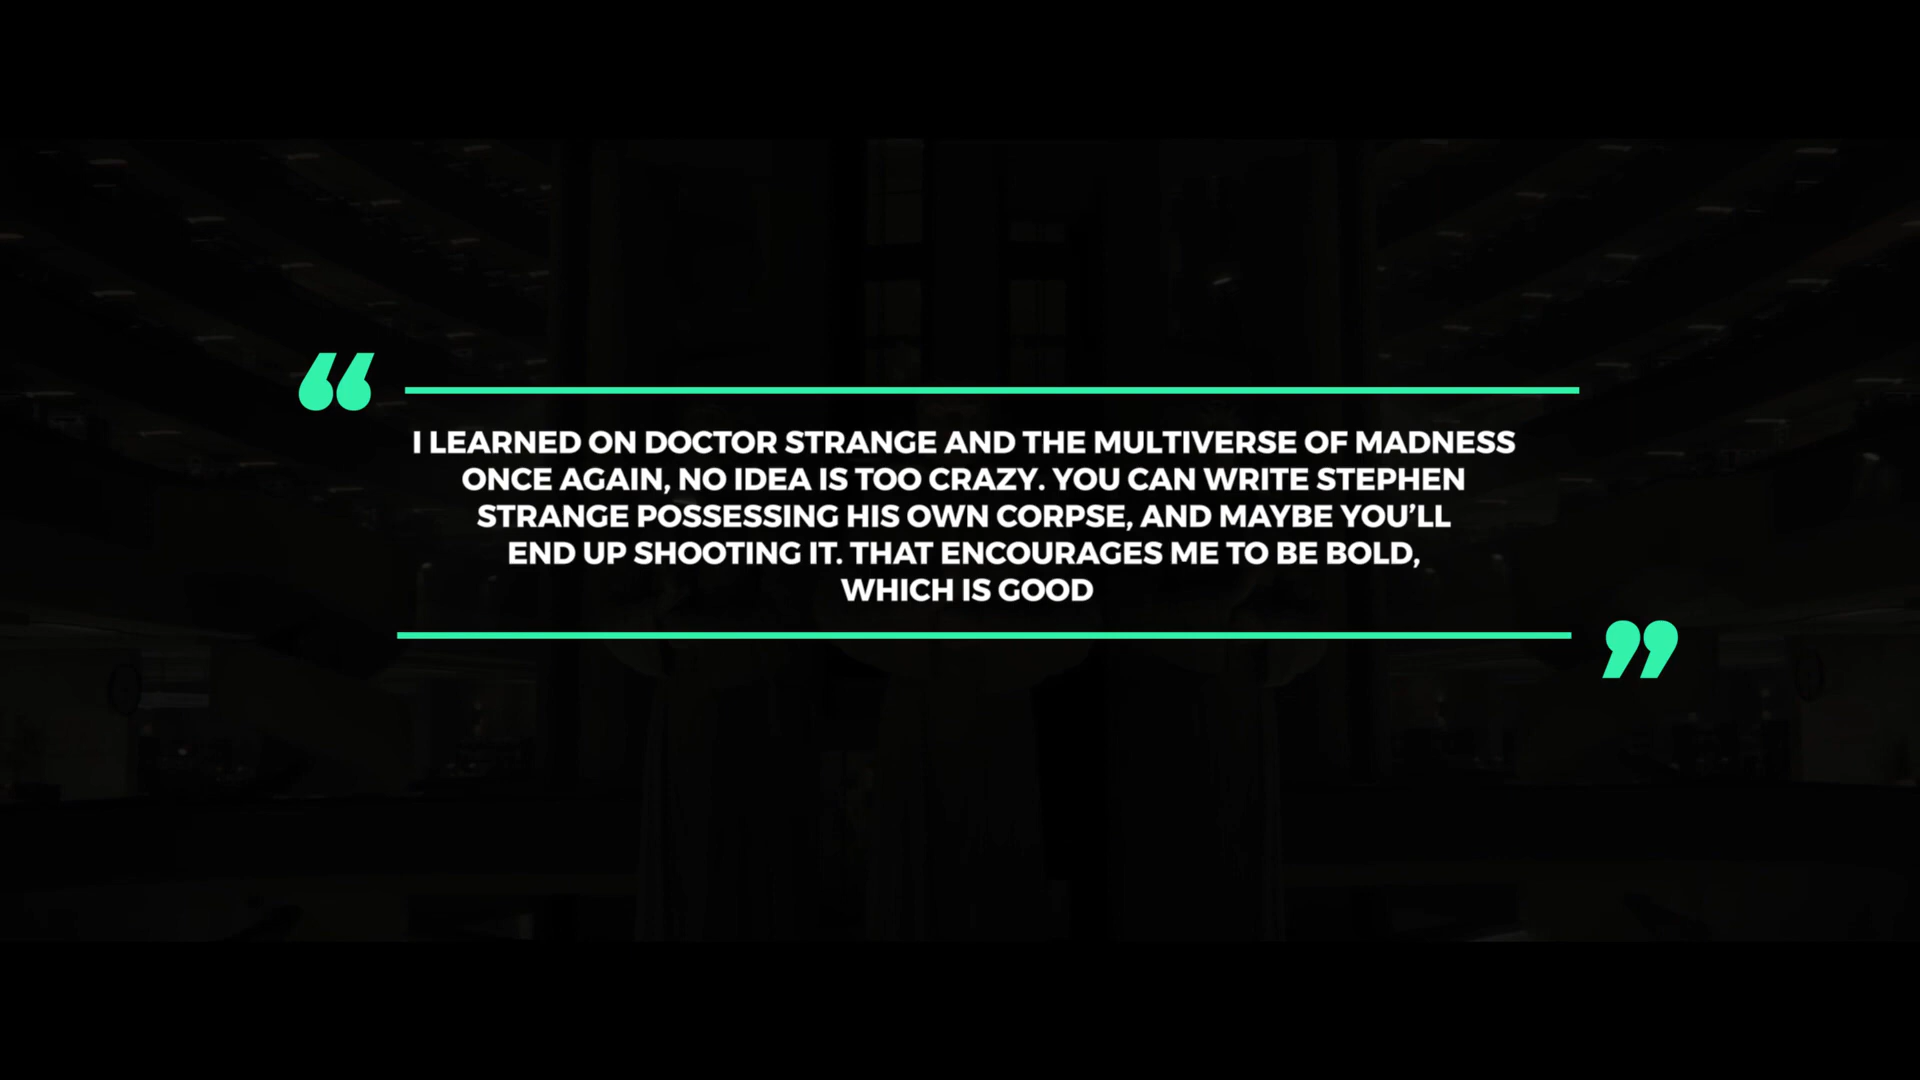 “
I LEARNED ON DOCTOR STRANGE AND THE MULTIVERSE OF MADNESS
ONCE AGAIN, NO IDEA IS TOO CRAZY. YOU CAN WRITE STEPHEN
STRANGE POSSESSING HIS OWN CORPSE, AND MAYBE YOU’LL
END UP SHOOTING IT. THAT ENCOURAGES ME TO BE BOLD,
WHICH IS GOOD
”